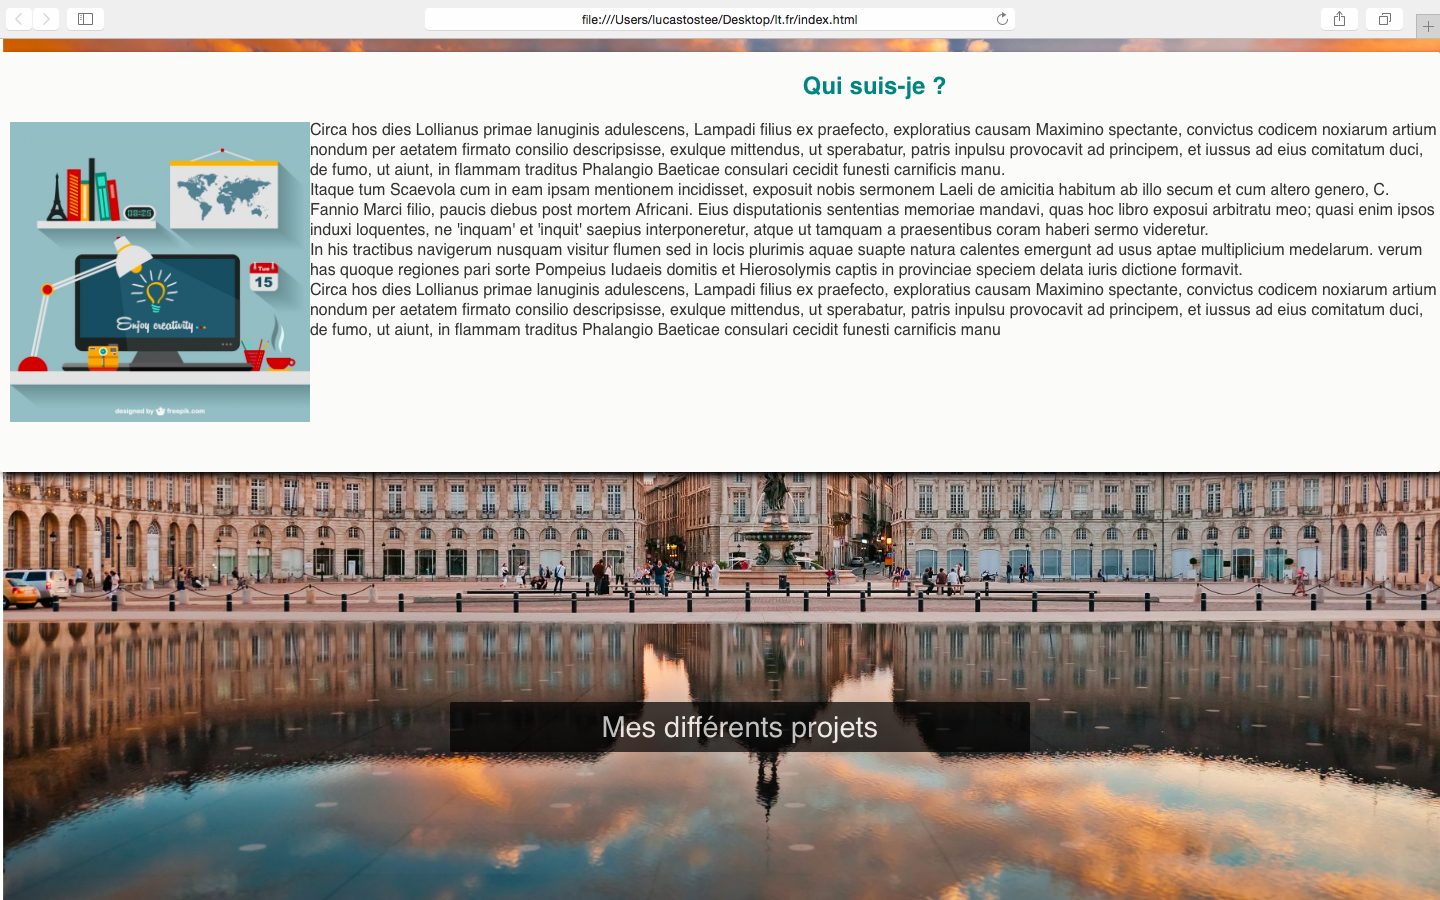 file:///Users/lucastostee/Desktop/lt.fr/index.html
Qui suis-je ?
Circa hos dies Lollianus primae lanuginis adulescens, Lampadi filius ex praefecto, exploratius causam Maximino spectante, convictus codicem noxiarum artium
nondum per aetatem firmato consilio descripsisse, exulque mittendus, ut sperabatur, patris inpulsu provocavit ad principem, et iussus ad eius comitatum duci,
de fumo, ut aiunt, in flammam traditus Phalangio Baeticae consulari cecidit funesti carnificis manu.
Itaque tum Scaevola cum in eam ipsam mentionem incidisset, exposuit nobis sermonem Laeli de amicitia habitum ab illo secum et cum altero genero, C.
Fannio Marci filio, paucis diebus post mortem Africani. Eius disputationis sententias memoriae mandavi, quas hoc libro exposui arbitratu meo; quasi enim ipsos
induxi loquentes, ne 'inquam' et 'inquit' saepius interponeretur, atque ut tamquam a praesentibus coram haberi sermo videretur.
In his tractibus navigerum nusquam visitur flumen sed in locis plurimis aquae suapte natura calentes emergunt ad usus aptae multiplicium medelarum. verum
has quoque regiones pari sorte Pompeius Iudaeis domitis et Hierosolymis captis in provinciae speciem delata iuris dictione formavit.
Circa hos dies Lollianus primae lanuginis adulescens, Lampadi filius ex praefecto, exploratius causam Maximino spectante, convictus codicem noxiarum artium
nondum per aetatem firmato consilio descripsisse, exulque mittendus, ut sperabatur, patris inpulsu provocavit ad principem, et iussus ad eius comitatum duci,
de fumo, ut aiunt, in flammam traditus Phalangio Baeticae consulari cecidit funesti carnificis manu
08:25
Tue
15
Enjoy creativity
designed by freepik.com
Mes différents projets